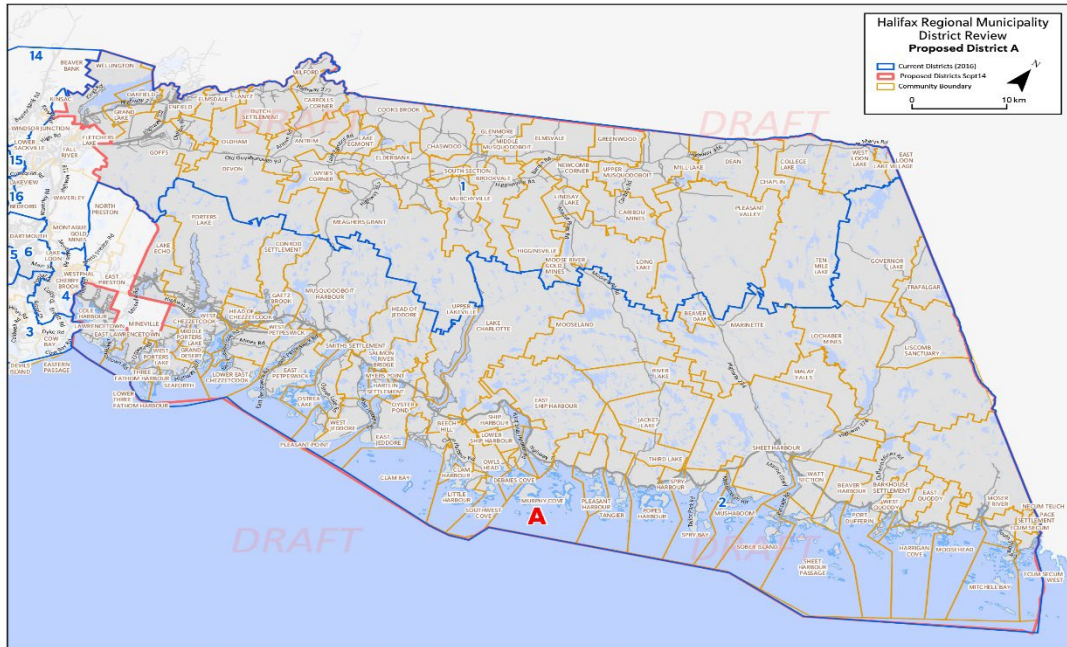 Halifax Regional Municipality
District Review
Proposed District A
Current Districts (2016)
Proposed Districts Sept14
Community Boundary
N
0
10 km
14
BEAVER
BANK
WELLINGTON
KINSAC
OAKFIELD
GRAND
LAKE
ENFIELD
ELMSDALE
LANTZ
MILFORD
CARROLLS
CORNER
DUTCH
SETTLEMENT
COOKS BROOK
DRAFT
DRAFT
WINDSOR JUNCTION
FLETCHERS
LAKE
LOWER
SACKVILLE
FALL
RIVER
GOFFS
OLDHAM
ANTRIM
LAKE
EGMONT
DEVON
WYSES
CORNER
ELDERBANK
CHASWOOD
GLENMORE
MIDDLE
MUSQUODOBOIT
ELMSVALE
GREENWOOD
SOUTH SECTION
BROOKVALE
1
MURCHYVILLE
NEWCOMB
CORNER
UPPER
MUSQUODOBOIT
LINDSAY
LAKE
CARIBOU
MINES
MILL LAKE
DEAN
COLLEGE
LAKE
CHAPLIN
PLEASANT
VALLEY
WEST
LOON
LAKE
EAST
LOON LAKE
VILLAGE
15
LAKEVIEW
16
BEDFORD
WAVERLEY
NORTH
PRESTON
MONTAGUE
GOLD
MINES
DARTMOUTH
5
6
LAKE
LOON
WESTPHAL
CHERRY
BROOK
4
EAST
PRESTON
3
COLE HARBOUR
COW
BAY
DEVILS
ISLAND
EASTERN
PASSAGE
LAWRENCETOWN
EAST LAWRENCETOWN
MINEVILLE
LAKE
ECHO
PORTERS
LAKE
MEAGHERS GRANT
CONROD
SETTLEMENT
MUSQUODOBOIT
HARBOUR
GAETZ
BROOK
HEAD OF
CHEZZETCOOK
WEST
CHEZZETCOOK
MIDDLE
PORTERS
LAKE
GRAND
DESERT
WEST
PORTERS
LAKE
THREE
FATHOM HARBOUR
SEAFORTH
LOWER
THREE
FATHOM HARBOUR
LOWER EAST
CHEZZETCOOK
WEST
PETPESWICK
EAST
PETPESWICK
SMITHS SETTLEMENT
SALMON
RIVER
BRIDGE
MYERS POINT
HEAD OF
JEDDORE
UPPER
LAKEVILLE
OSTREA
LAKE
WEST
JEDDORE
EAST
JEDDORE
OYSTER
POND
PLEASANT POINT
CLAM BAY
HIGGINSVILLE
MOOSE RIVER
GOLD
MINES
LONG
LAKE
TEN
MILE LAKE
GOVERNOR
LAKE
TRAFALGAR
LAKE
CHARLOTTE
MOOSELAND
BEAVER
DAM
MARINETTE
LOCHABER
MINES
LISCOMB
SANCTUARY
MALAY
FALLS
RIVER
LAKE
EAST
SHIP HARBOUR
JACKET
LAKE
BEECH
HILL
SHIP
HARBOUR
LOWER
SHIP HARBOUR
OWLS
HEAD
CLAM
HARBOUR
LITTLE
HARBOUR
DEBAIES COVE
SOUTHWEST
COVE
MURPHY COVE
A
PLEASANT
HARBOUR
TANGIER
POPES
HARBOUR
THIRD LAKE
SPRY
HARBOUR
SPRY BAY
2
MUSHABOOM
SHEET HARBOUR
WATT
SECTION
SOBER ISLAND
SHEET
HARBOUR
PASSAGE
BEAVER
HARBOUR
PORT
DUFFERIN
BARKHOUSE
SETTLEMENT
WEST
QUODDY
EAST
QUODDY
HARRIGAN
COVE
MOOSEHEAD
MOSER
RIVER
NECUM TEUCH
PACE
SETTLEMENT
ECUM SECUM
MITCHELL BAY
ECUM SECUM
WEST
DRAFT
DRAFT